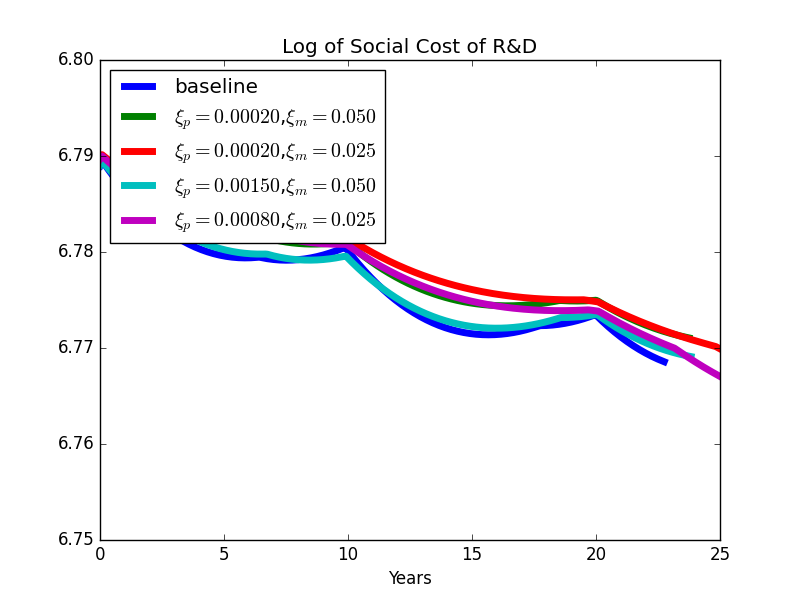 Log of Social Cost of R&D
6.80
6.79
6.78
6.77
6.76
6.75
baseline
ξₚ = 0.00020,ξₘ = 0.050
ξₚ = 0.00020,ξₘ = 0.025
ξₚ = 0.00150,ξₘ = 0.050
ξₚ = 0.00080,ξₘ = 0.025
0 5 10 15 20 25
Years